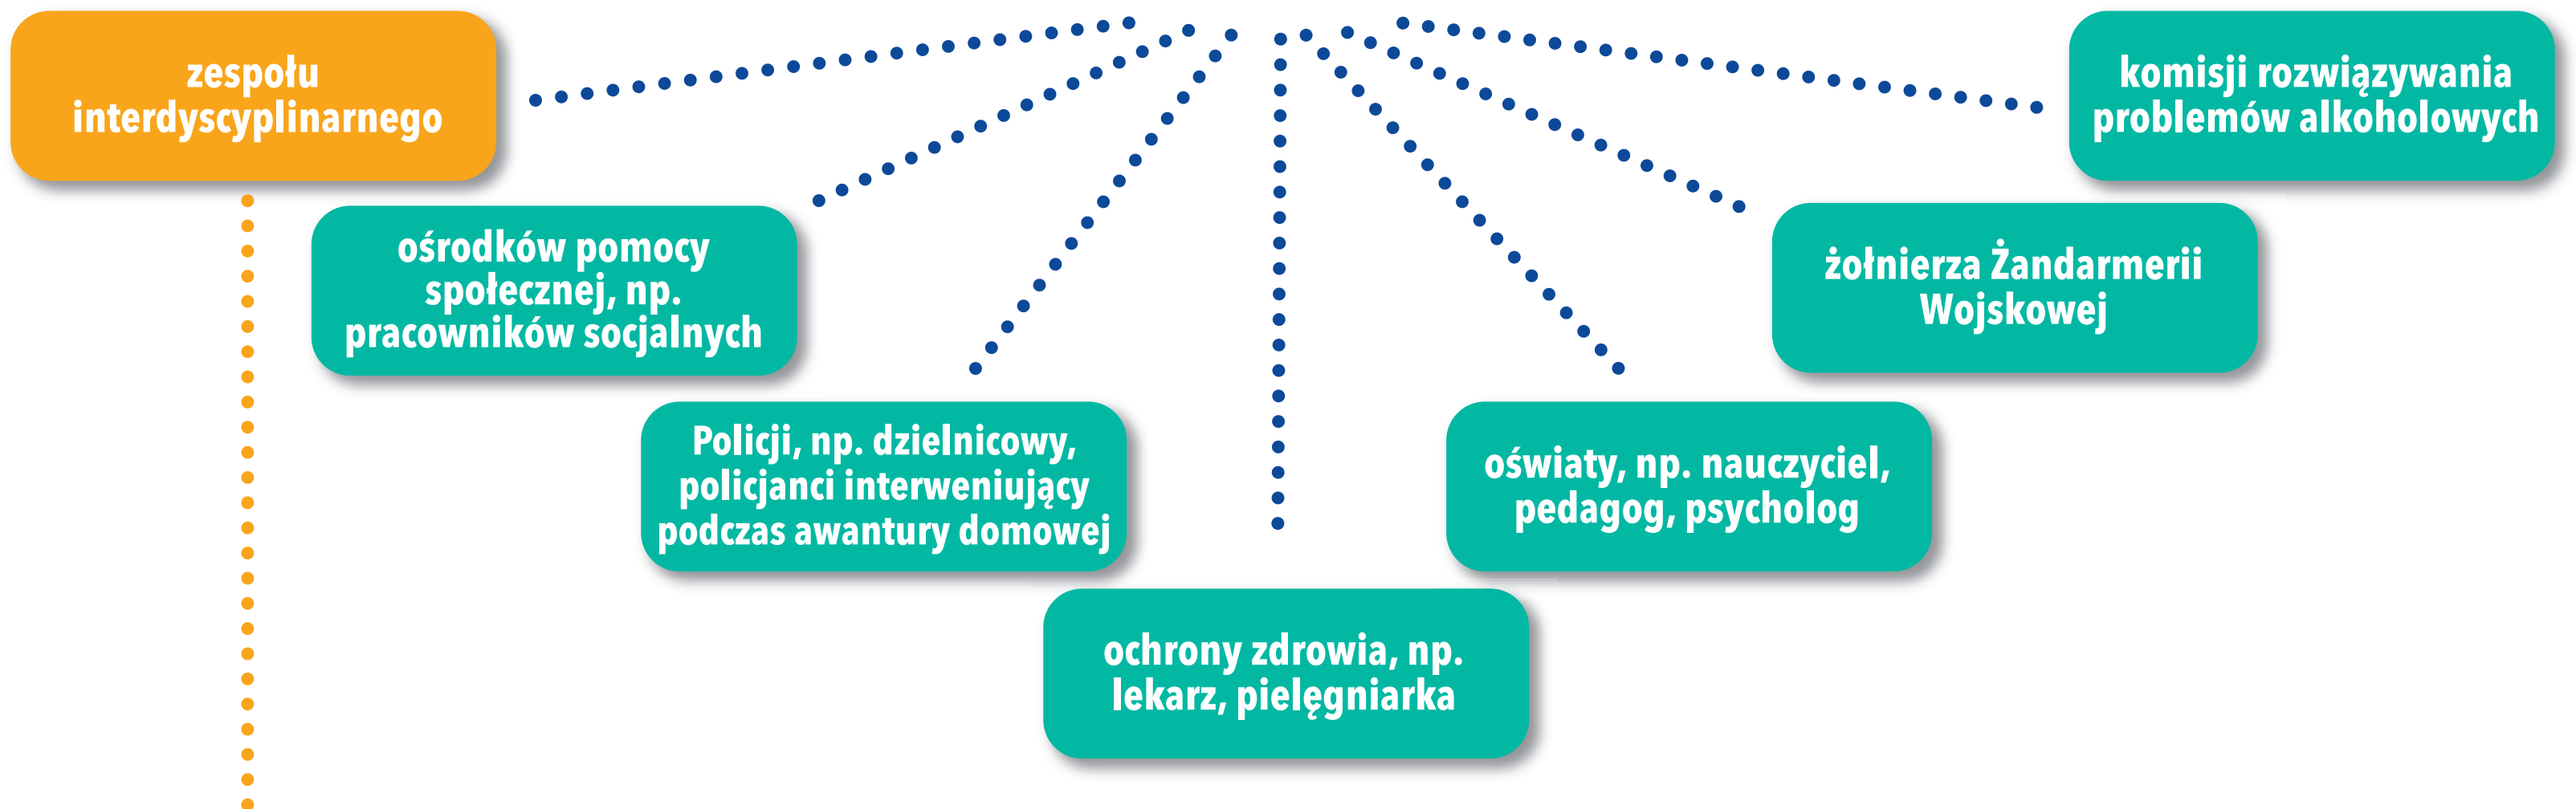 zespołu
interdyscyplinarnego
ośrodków pomocy
społecznej, np.
pracowników socjalnych
Policji, np. dzielnicowy,
policjanci interweniujący
podczas awantury domowej
ochrony zdrowia, np.
lekarz, pielęgniarka
oświaty, np. nauczyciel,
pedagog, psycholog
żołnierza Żandarmerii
Wojskowej
komisji rozwiązywania
problemów alkoholowych